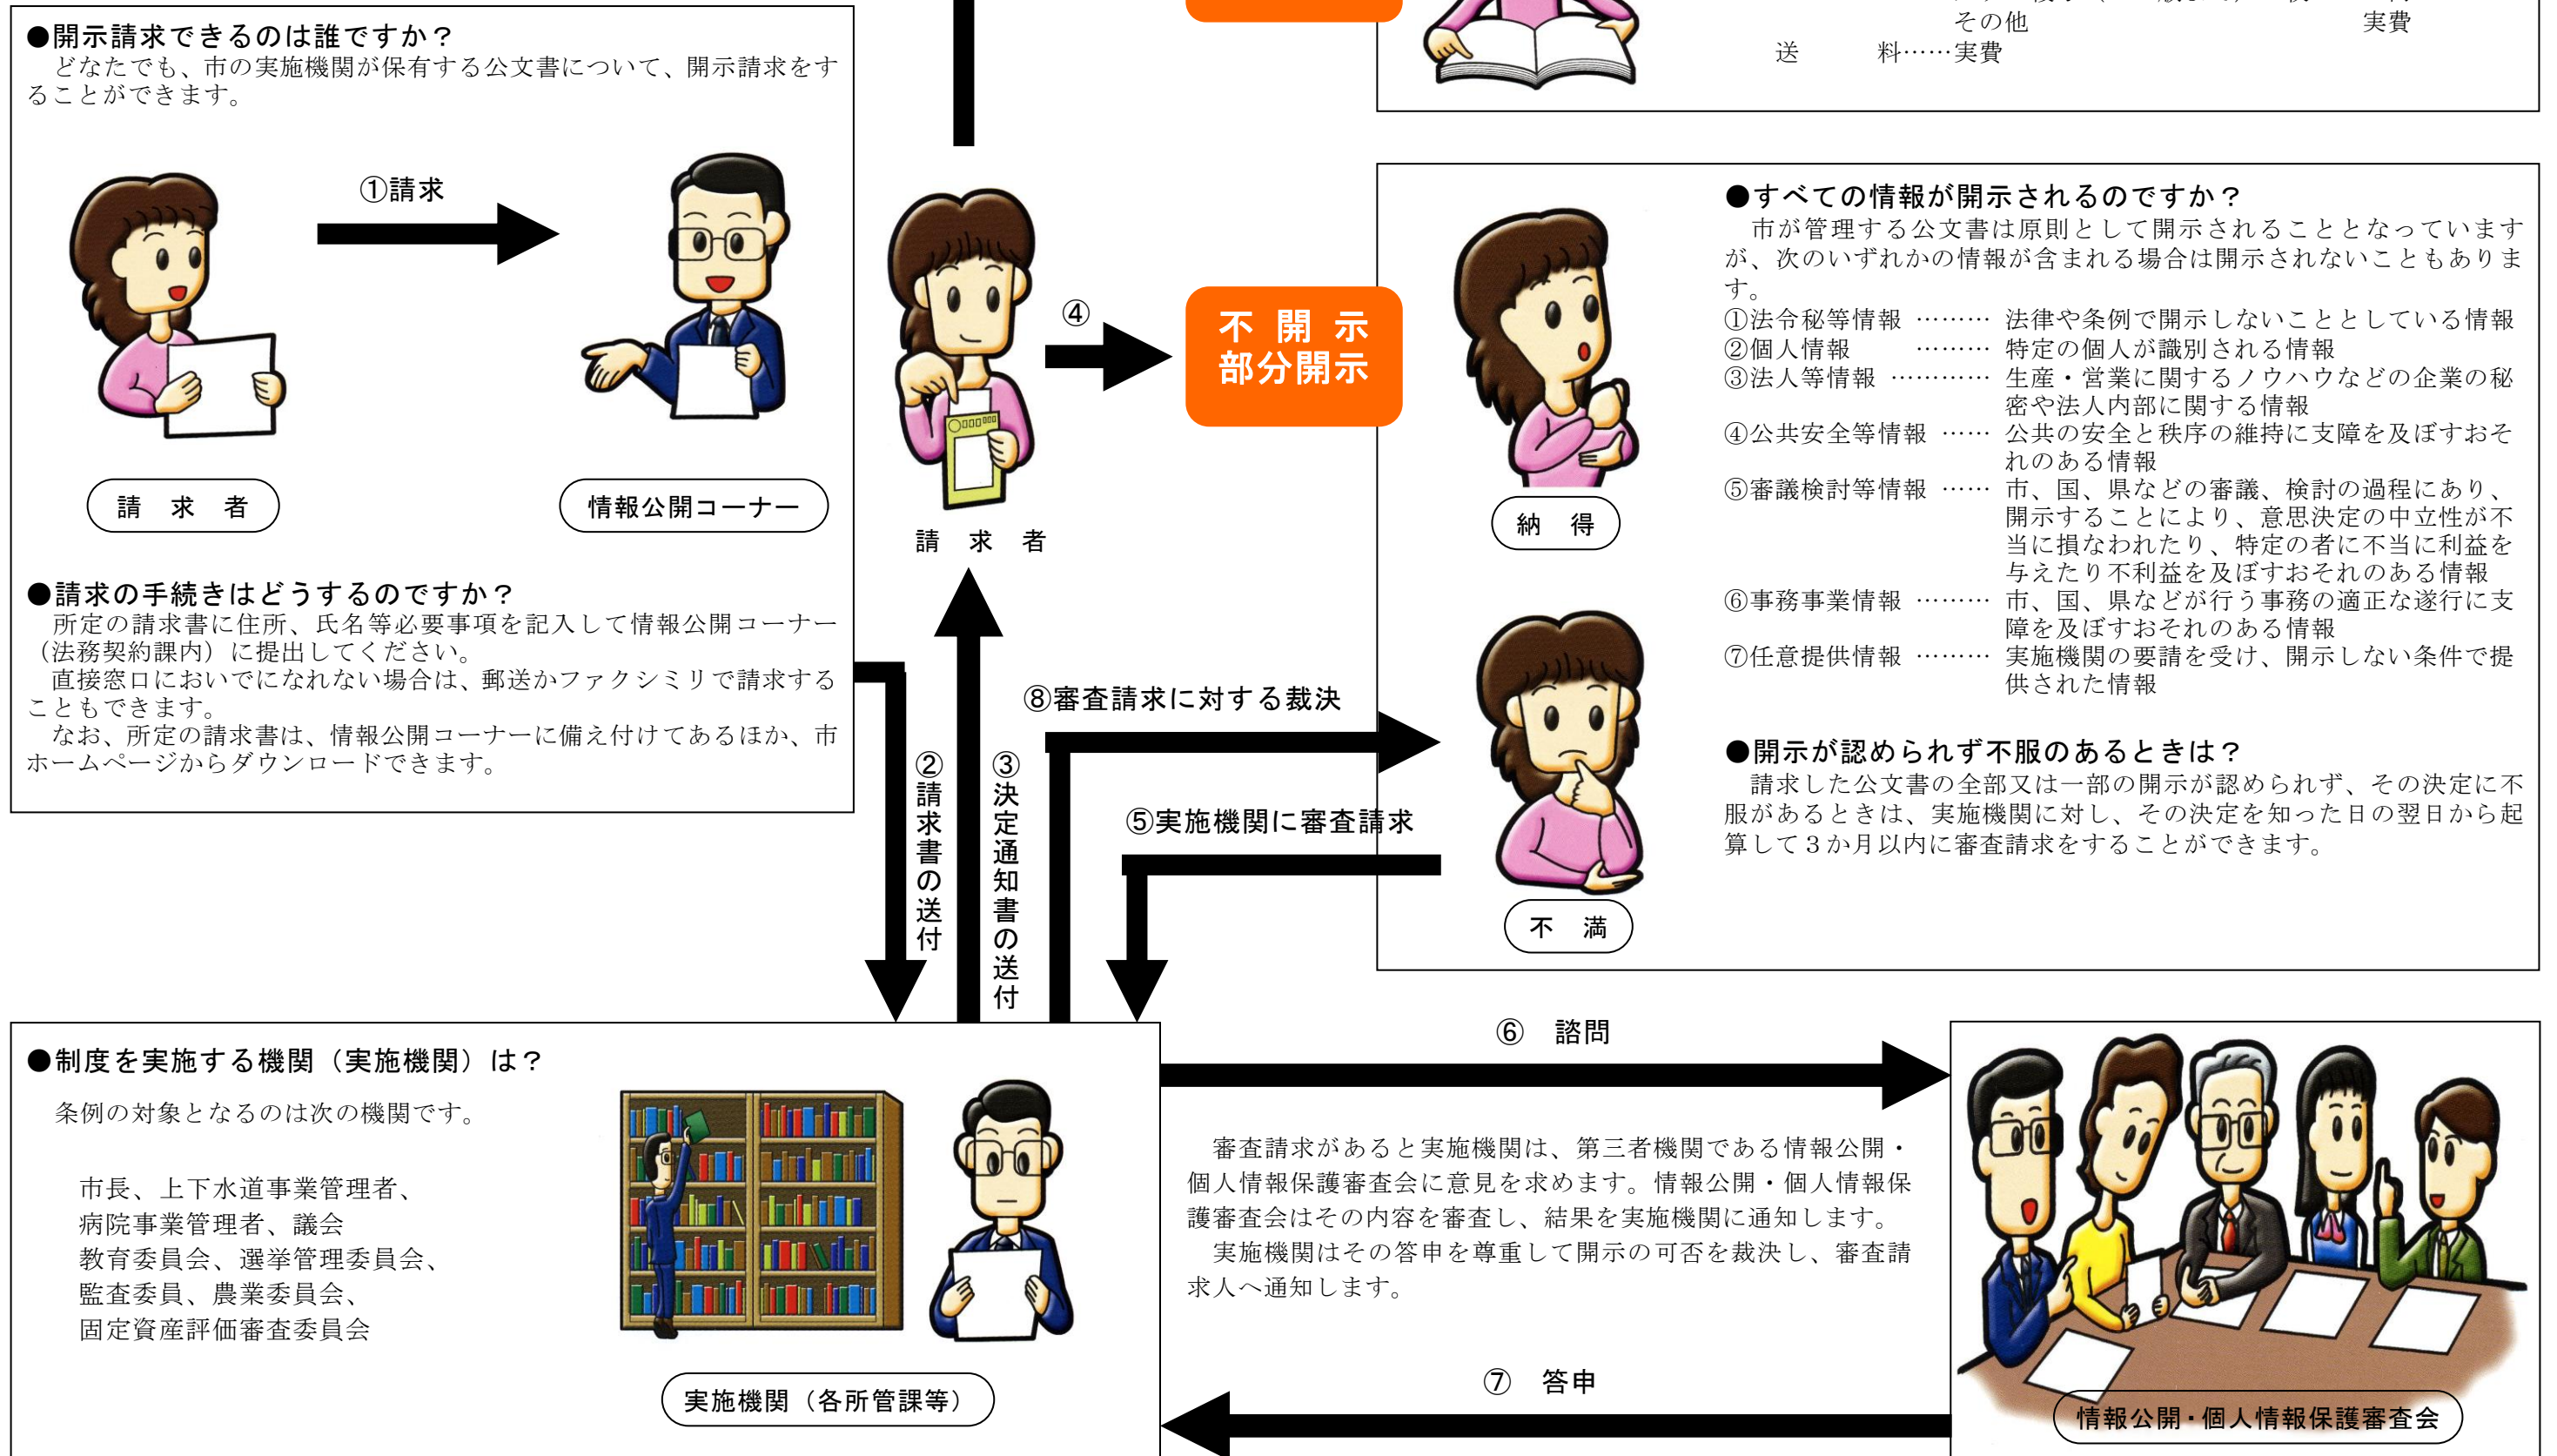 ●開示請求できるのは誰ですか？
どなたでも、市の実施機関が保有する公文書について、開示請求をす
ることができます。
①請求
請　求　者
情報公開コーナー
●請求の手続きはどうするのですか？
所定の請求書に住所、氏名等必要事項を記入して情報公開コーナー
（法務契約課内）に提出してください。
直接窓口においでになれない場合は、郵送かファクシミリで請求する
こともできます。
なお、所定の請求書は、情報公開コーナーに備え付けてあるほか、市
ホームページからダウンロードできます。
その他　実費
送　　料……実費
請　求　者
④
不 開 示
部分開示
●すべての情報が開示されるのですか？
市が管理する公文書は原則として開示されることとなっています
が、次のいずれかの情報が含まれる場合は開示されないこともありま
す。
①法令秘等情報 ……… 法律や条例で開示しないこととしている情報
②個人情報 ……… 特定の個人が識別される情報
③法人等情報 ………… 生産・営業に関するノウハウなどの企業の秘
密や法人内部に関する情報
④公共安全等情報 …… 公共の安全と秩序の維持に支障を及ぼすおそ
れのある情報
⑤審議検討等情報 …… 市、国、県などの審議、検討の過程にあり、
開示することにより、意思決定の中立性が不
当に損なわれたり、特定の者に不当に利益を
与えたり不利益を及ぼすおそれのある情報
⑥事務事業情報 ……… 市、国、県などが行う事務の適正な遂行に支
障を及ぼすおそれのある情報
⑦任意提供情報 ……… 実施機関の要請を受け、開示しない条件で提
供された情報
納　得
●開示が認められず不服のあるときは？
請求した公文書の全部又は一部の開示が認められず、その決定に不
服があるときは、実施機関に対し、その決定を知った日の翌日から起
算して３か月以内に審査請求をすることができます。
不　満
②請求書の送付
③決定通知書の送付
⑧審査請求に対する裁決
⑤実施機関に審査請求
●制度を実施する機関（実施機関）は？
条例の対象となるのは次の機関です。
市長、上下水道事業管理者、
病院事業管理者、議会
教育委員会、選挙管理委員会、
監査委員、農業委員会、
固定資産評価審査委員会
実施機関（各所管課等）
⑥　諮問
審査請求があると実施機関は、第三者機関である情報公開・
個人情報保護審査会に意見を求めます。情報公開・個人情報保
護審査会はその内容を審査し、結果を実施機関に通知します。
実施機関はその答申を尊重して開示の可否を裁決し、審査請
求人へ通知します。
⑦　答申
情報公開・個人情報保護審査会